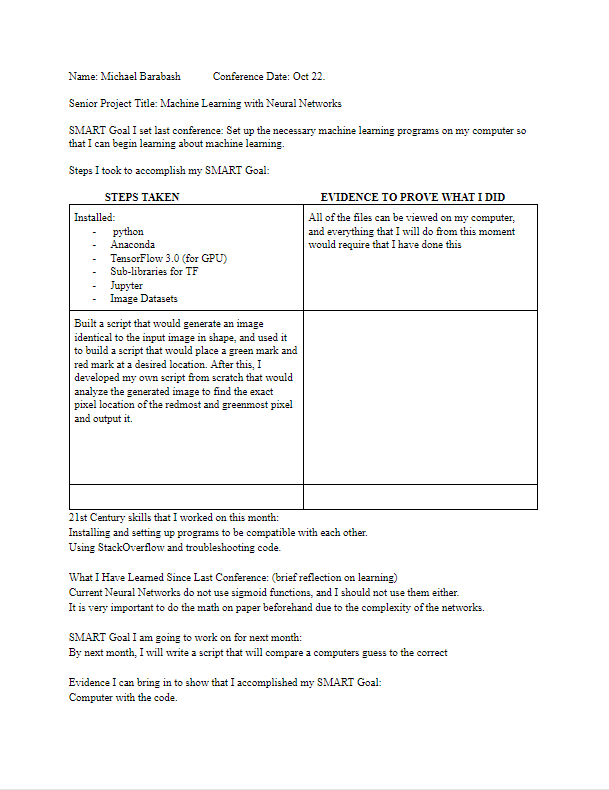 Name: Michael Barabash Conference Date: Oct 22.
Senior Project Title: Machine Learning with Neural Networks
SMART Goal I set last conference: Set up the necessary machine learning programs on my computer so
that I can begin learning about machine learning.
Steps I took to accomplish my SMART Goal:
STEPS TAKEN
EVIDENCE TO PROVE WHAT I DID
Installed:
- python
- Anaconda
- TensorFlow 3.0 (for GPU)
- Sub-libraries for TF
- Jupyter
- Image Datasets
All of the files can be viewed on my computer,
and everything that I will do from this moment
would require that I have done this
Built a script that would generate an image
identical to the input image in shape, and used it
to build a script that would place a green mark and
red mark at a desired location. After this, I
developed my own script from scratch that would
analyze the generated image to find the exact
pixel location of the redmost and greenmost pixel
and output it.
21st Century skills that I worked on this month:
Installing and setting up programs to be compatible with each other.
Using StackOverflow and troubleshooting code.
What I Have Learned Since Last Conference: (brief reflection on learning)
Current Neural Networks do not use sigmoid functions, and I should not use them either.
It is very important to do the math on paper beforehand due to the complexity of the networks.
SMART Goal I am going to work on for next month:
By next month, I will write a script that will compare a computers guess to the correct
Evidence I can bring in to show that I accomplished my SMART Goal:
Computer with the code.